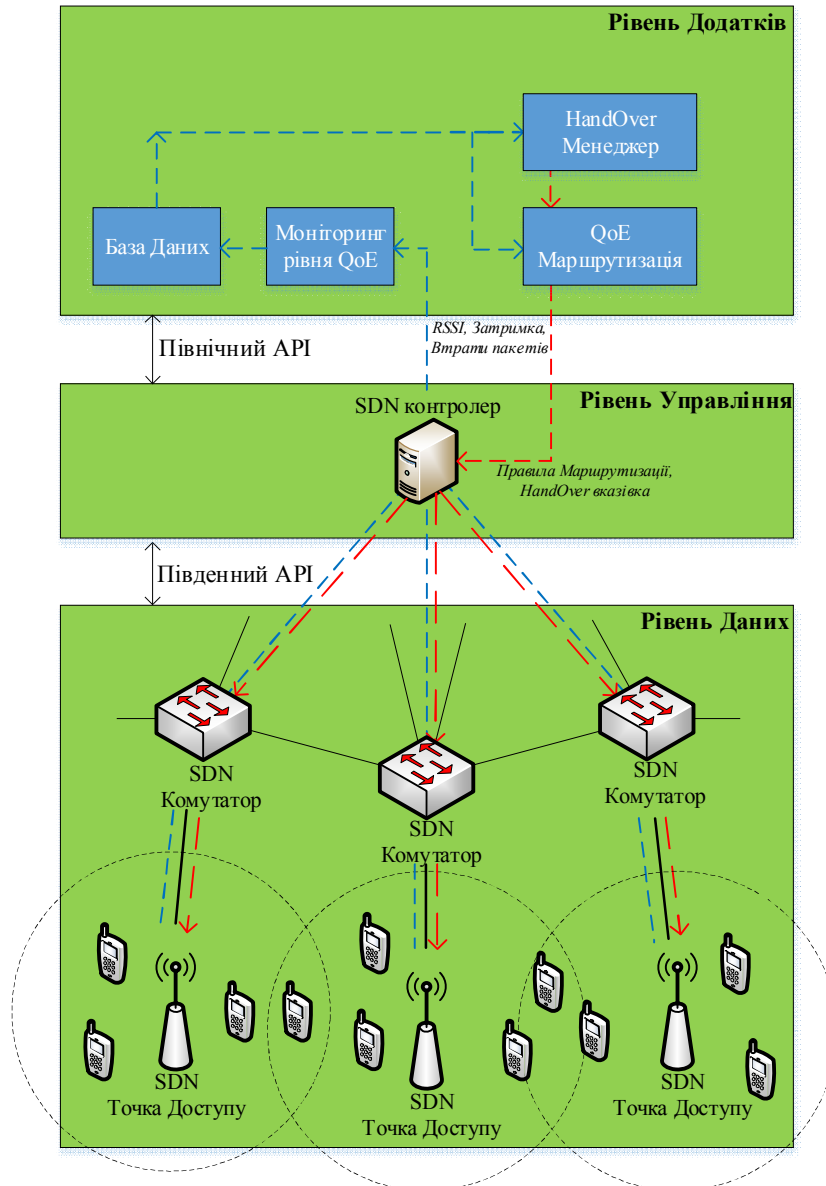 Рівень Додатків
HandOver
Менеджер
База Даних
Моніторинг
рівня QoE
QoE
Маршрутизація
Північний API
RSSI, Затримка,
Втрати пакетів
Рівень Управління
SDN контролер
Правила Маршрутизації,
HandOver вказівка
Південний API
Рівень Даних
SDN
Комутатор
SDN
Комутатор
SDN
Комутатор
SDN
Точка Доступу
SDN
Точка Доступу
SDN
Точка Доступу